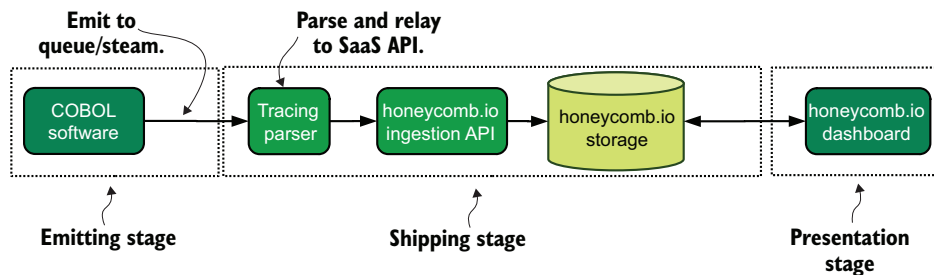 Emit to
queue/steam.
Parse and relay
to SaaS API.
COBOL
software
Tracing
parser
honeycomb.io
ingestion API
honeycomb.io
storage
honeycomb.io
dashboard
Emitting stage
Shipping stage
Presentation
stage